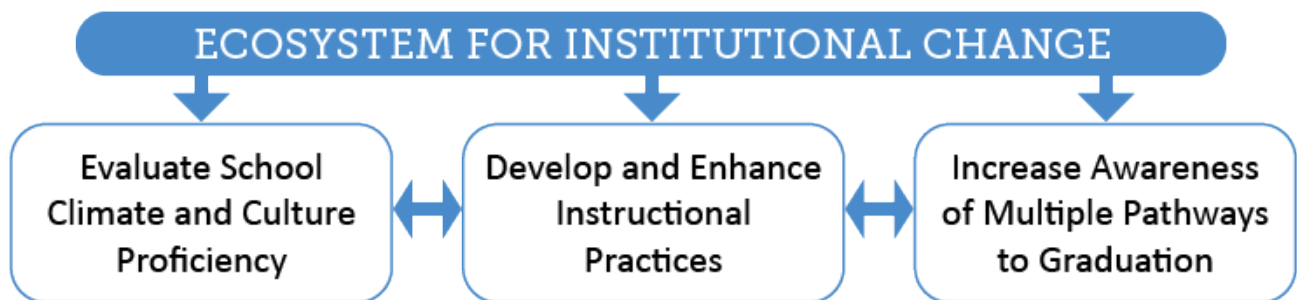 ECOSYSTEM FOR INSTITUTIONAL CHANGE
Evaluate School
Climate and Culture
Proficiency
Develop and Enhance
Instructional
Practices
Increase Awareness
of Multiple Pathways
to Graduation